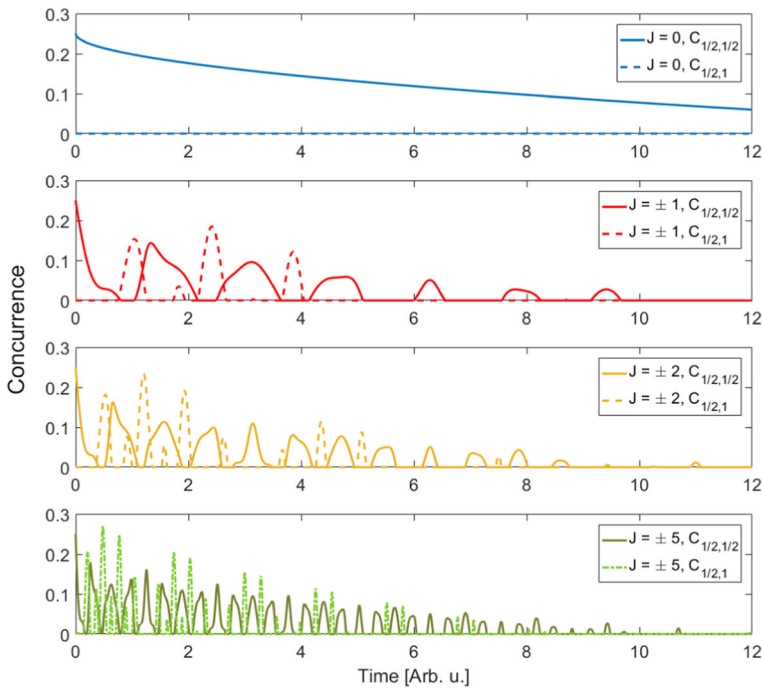 0.3
0.2
0.1
0
0 2 4 6 8 10 12
J = 0, C1/2,1/2
J = 0, C1/2,1
0.3
0.2
0.1
0
0 2 4 6 8 10 12
J = ± 1, C1/2,1/2
J = ± 1, C1/2,1
Concurrence
0.3
0.2
0.1
0
0 2 4 6 8 10 12
J = ± 2, C1/2,1/2
J = ± 2, C1/2,1
0.3
0.2
0.1
0
0 2 4 6 8 10 12
J = ± 5, C1/2,1/2
J = ± 5, C1/2,1
Time [Arb. u.]